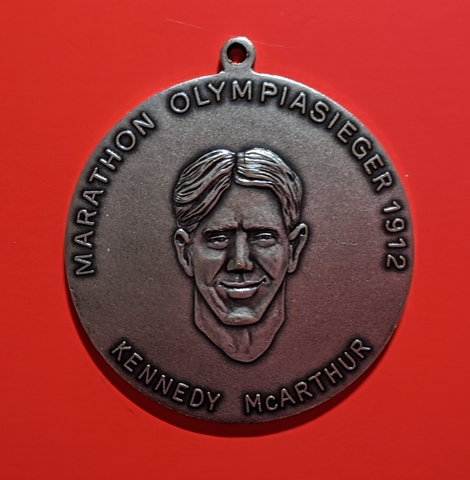 MARATHON OLYMPIASIEGER 1912
KENNEDY McARTHUR